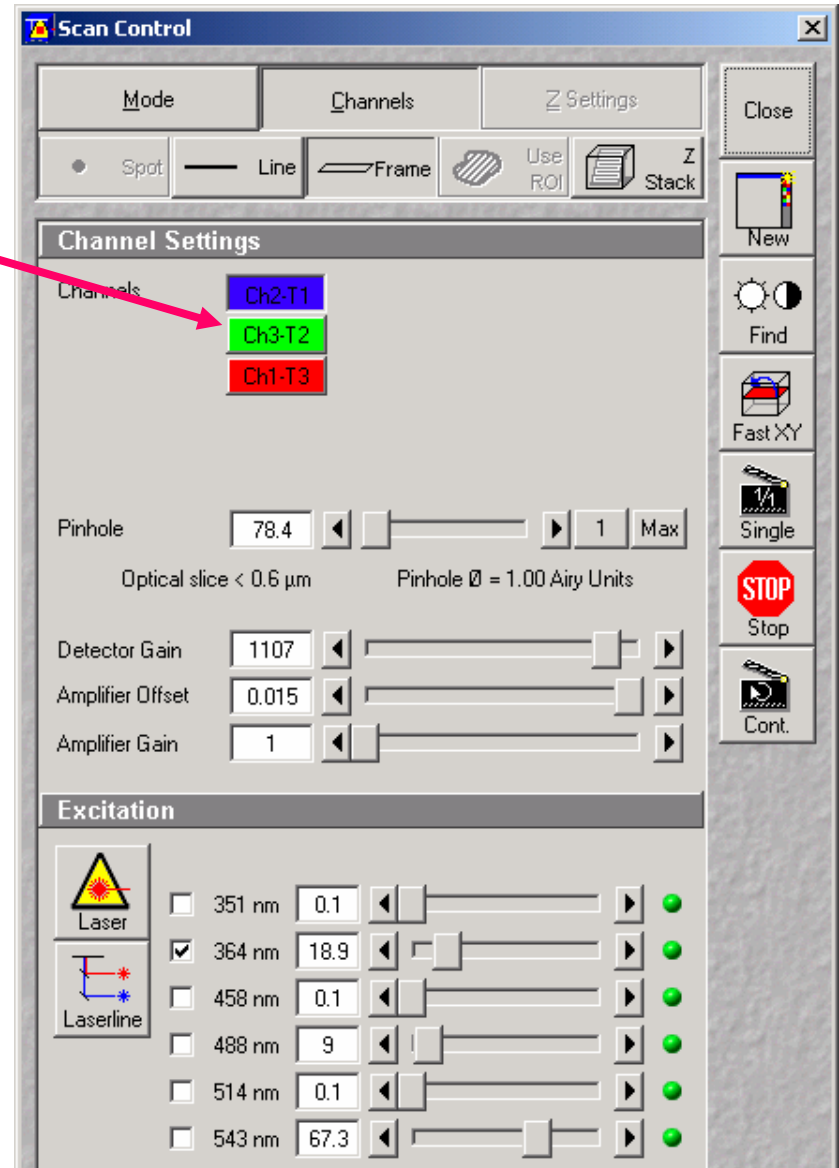 Scan Control
Mode Channels Z Settings Close
Spot Line Frame Use ROI Z Stack
New
Channel Settings
Channels Ch2-T1
Ch3-T2
Ch1-T3
Find
Fast XY
1/1
Single
Pinhole 78.4 1 Max
Optical slice < 0.6 µm Pinhole Ø = 1.00 Airy Units
STOP
Stop
Detector Gain 1107
Amplifier Offset 0.015
Amplifier Gain 1
Cont.
Excitation
Laser
Laserline
351 nm 0.1
364 nm 18.9
458 nm 0.1
488 nm 9
514 nm 0.1
543 nm 67.3